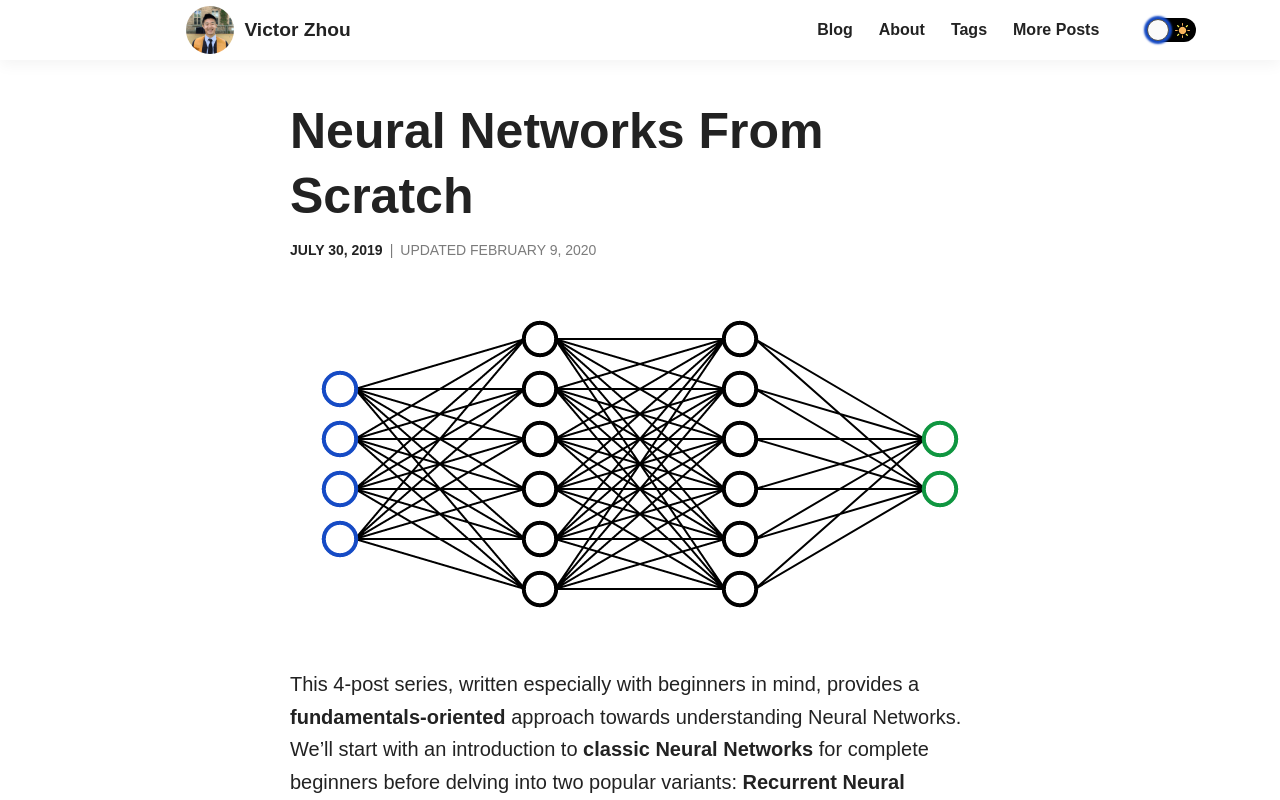 Victor Zhou
Blog About Tags More Posts
Neural Networks From
Scratch
JULY 30, 2019 | UPDATED FEBRUARY 9, 2020
This 4-post series, written especially with beginners in mind, provides a
fundamentals-oriented approach towards understanding Neural Networks.
We’ll start with an introduction to classic Neural Networks for complete
beginners before delving into two popular variants: Recurrent Neural